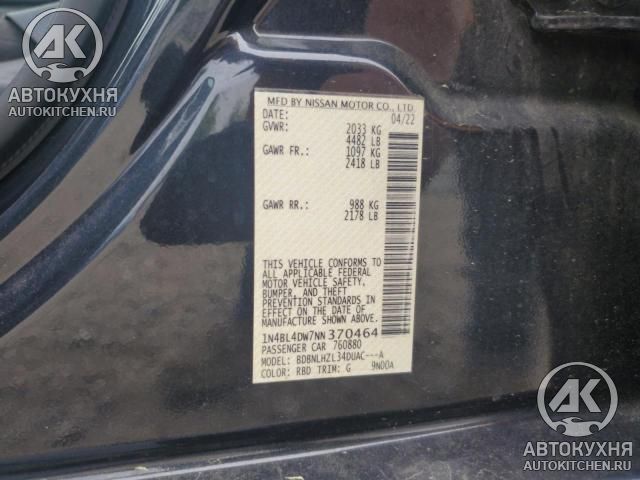 AK
АВТОКУХНЯ
AUTOKITCHEN.RU
MFD BY NISSAN MOTOR CO., LTD.
DATE: 04/22
GVWR: 2033 KG
4482 LB
GAWR FR.: 1097 KG
2418 LB
GAWR RR.: 988 KG
2178 LB
THIS VEHICLE CONFORMS TO
ALL APPLICABLE FEDERAL
MOTOR VEHICLE SAFETY,
BUMPER, AND THEFT
PREVENTION STANDARDS IN
EFFECT ON THE DATE OF
MANUFACTURE SHOWN ABOVE.
1N4BL4DW7NN370464
PASSENGER CAR 760880
MODEL: BDBNLHZL34DUAC---A
COLOR: RBD TRIM: G 9N00A
AK
АВТОКУХНЯ
AUTOKITCHEN.RU